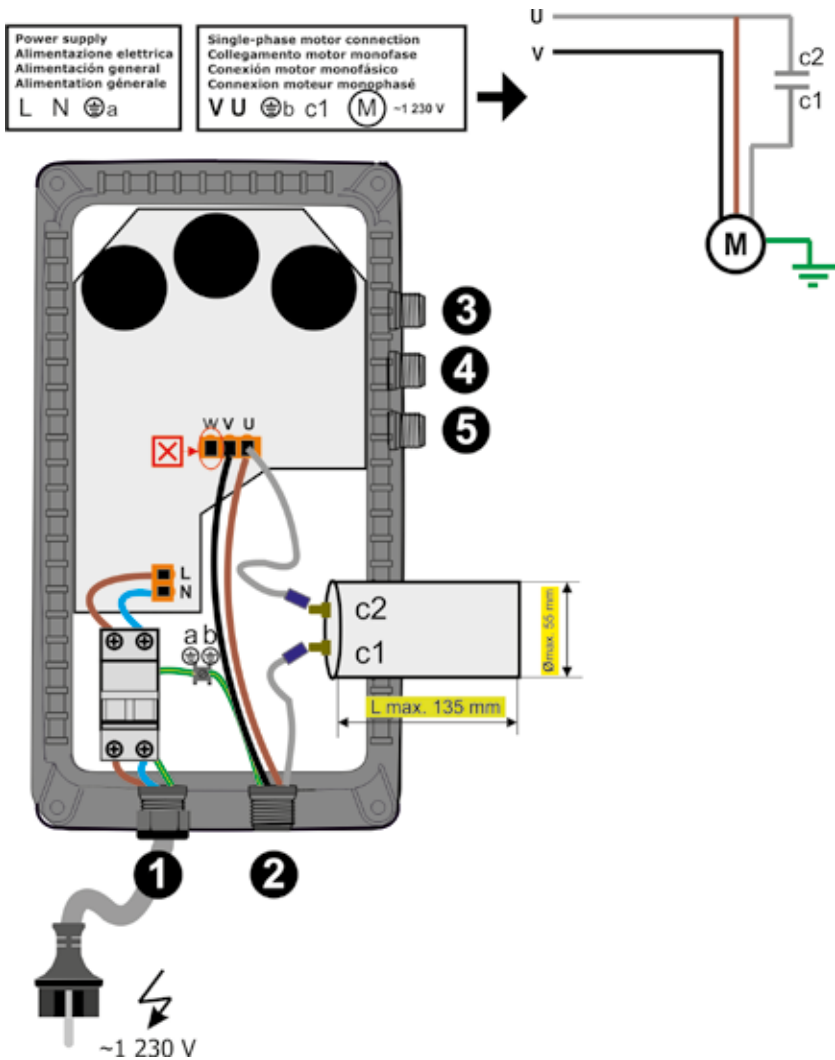 Power supply
Alimentazione elettrica
Alimentación general
Alimentation génerale
L N a
Single-phase motor connection
Collegamento motor monofase
Conexión motor monofásico
Connexion moteur monophasé
V U b c1 M ~1 230 V
U
V
c2
c1
M
3
4
5
W V U
L
N
a b
c2
c1
Ømax. 55 mm
L max. 135 mm
1
2
~1 230 V